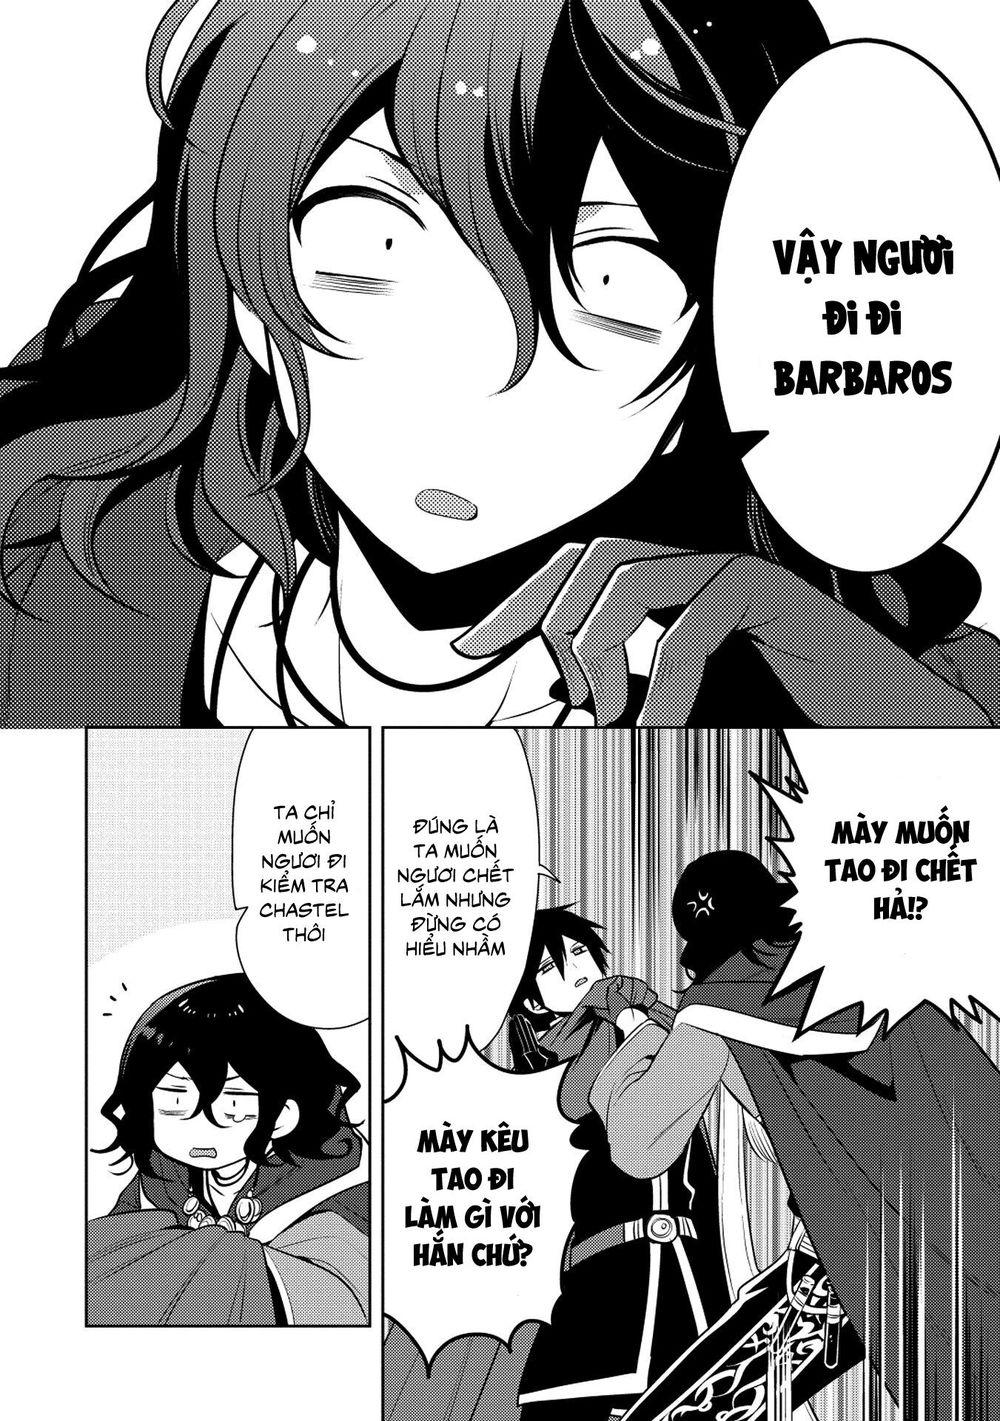 VẬY NGƯƠI
ĐI ĐI
BARBAROS
MÀY MUỐN
TAO ĐI CHẾT
HẢ!?
ĐÚNG LÀ
TA MUỐN
NGƯƠI CHẾT
LẮM NHƯNG
ĐỪNG CÓ
HIỂU NHẦM
MÀY KÊU
TAO ĐI
LÀM GÌ VỚI
HẮN CHỨ?
TA CHỈ
MUỐN
NGƯƠI ĐI
KIỂM TRA
CHASTEL
THÔI